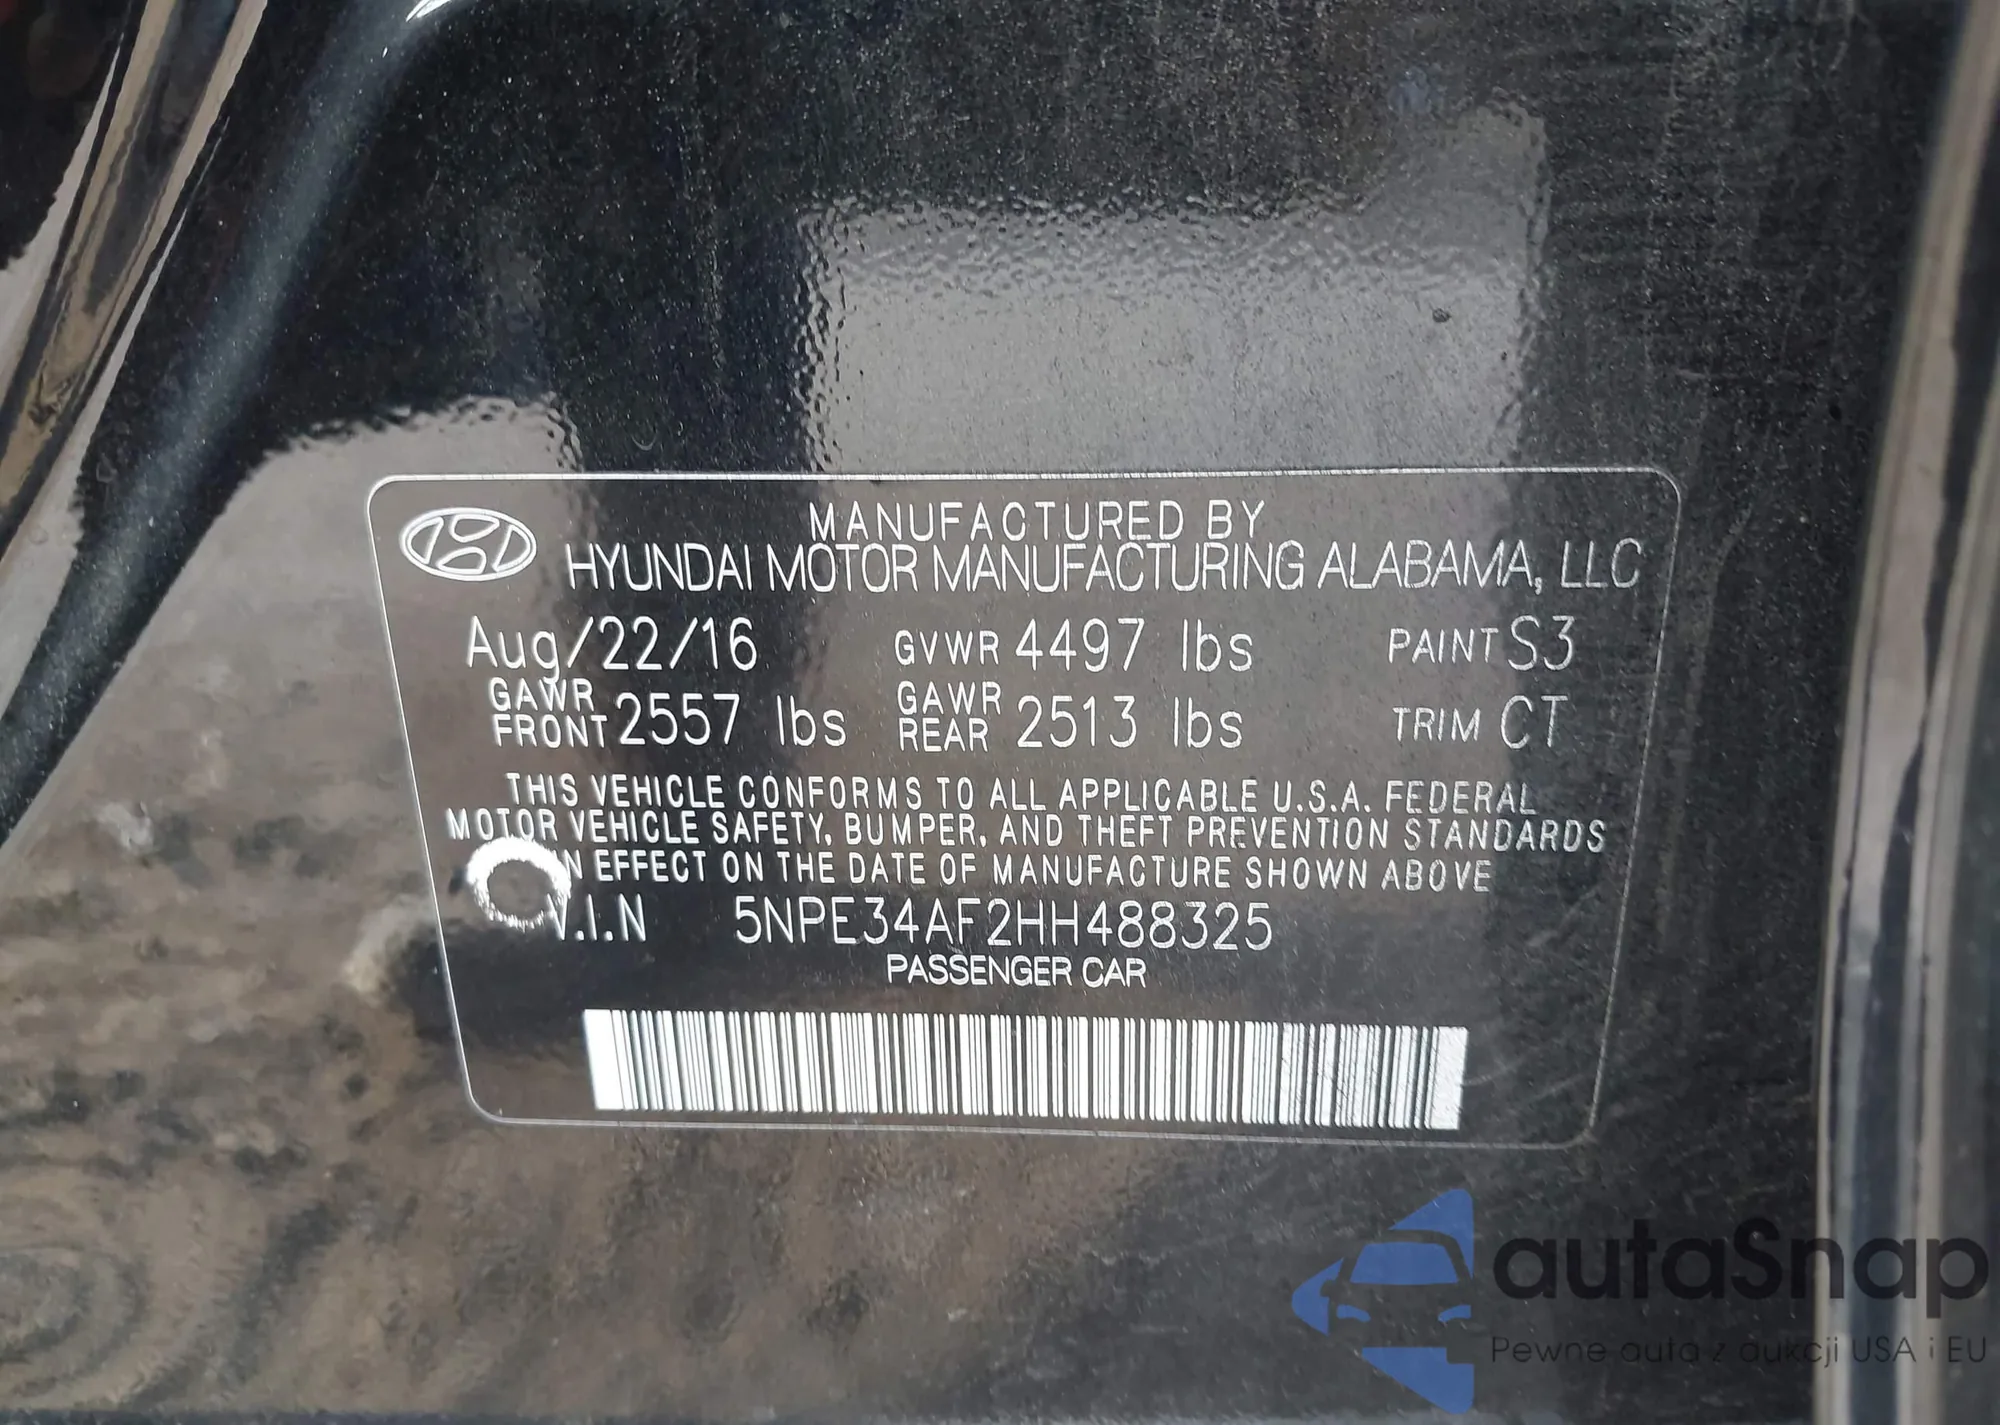 MANUFACTURED BY
HYUNDAI MOTOR MANUFACTURING ALABAMA, LLC
Aug/22/16 GVWR 4497 lbs PAINT S3
GAWR FRONT 2557 lbs GAWR REAR 2513 lbs TRIM CT
THIS VEHICLE CONFORMS TO ALL APPLICABLE U.S.A. FEDERAL
MOTOR VEHICLE SAFETY, BUMPER, AND THEFT PREVENTION STANDARDS
IN EFFECT ON THE DATE OF MANUFACTURE SHOWN ABOVE
V.I.N 5NPE34AF2HH488325
PASSENGER CAR
autaSnap
Pewne auta z aukcji USA i EU